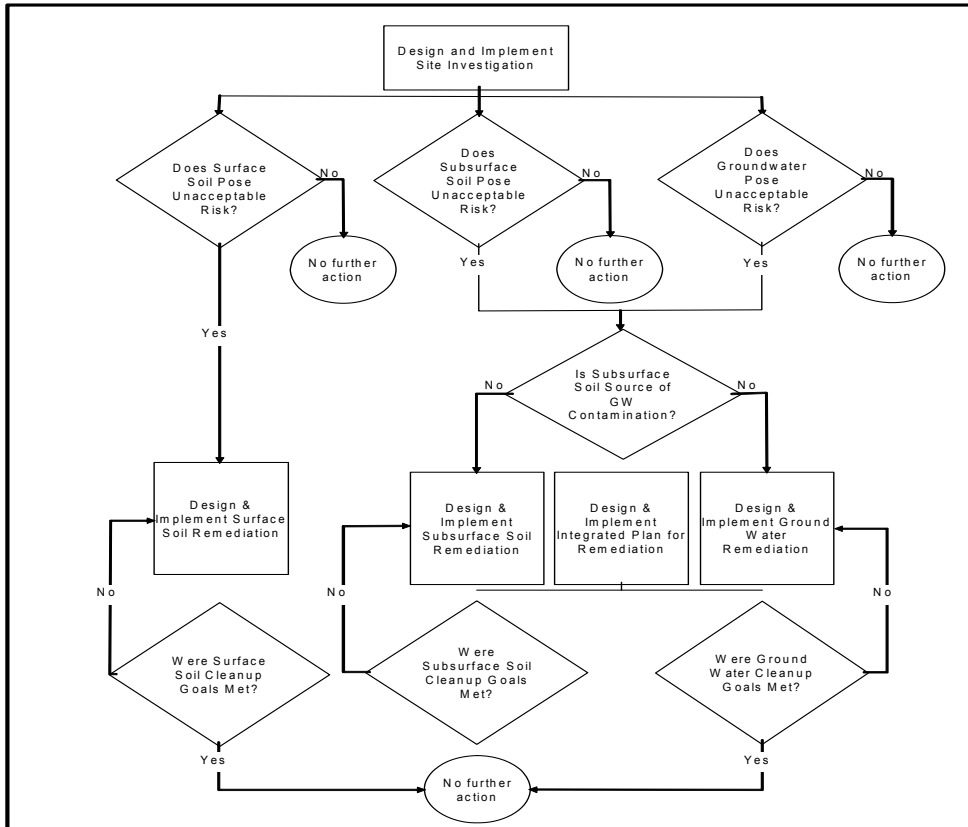 Design and Implement
Site Investigation
Does Surface
Soil Pose
Unacceptable
Risk?
No
Does
Subsurface
Soil Pose
Unacceptable
Risk?
No
Does
Groundwater
Pose
Unacceptable
Risk?
No
No further
action
Yes
No further
action
Yes
No further
action
Yes
No
Is Subsurface
Soil Source of
GW
Contamination?
No
Design &
Implement Surface
Soil Remediation
Design &
Implement
Subsurface Soil
Remediation
Design &
Implement
Integrated Plan for
Remediation
Design &
Implement Ground
Water
Remediation
No
No
No
Were Surface
Soil Cleanup
Goals Met?
Were
Subsurface Soil
Cleanup Goals
Met?
Were Ground
Water Cleanup
Goals Met?
Yes
Yes
No further
action